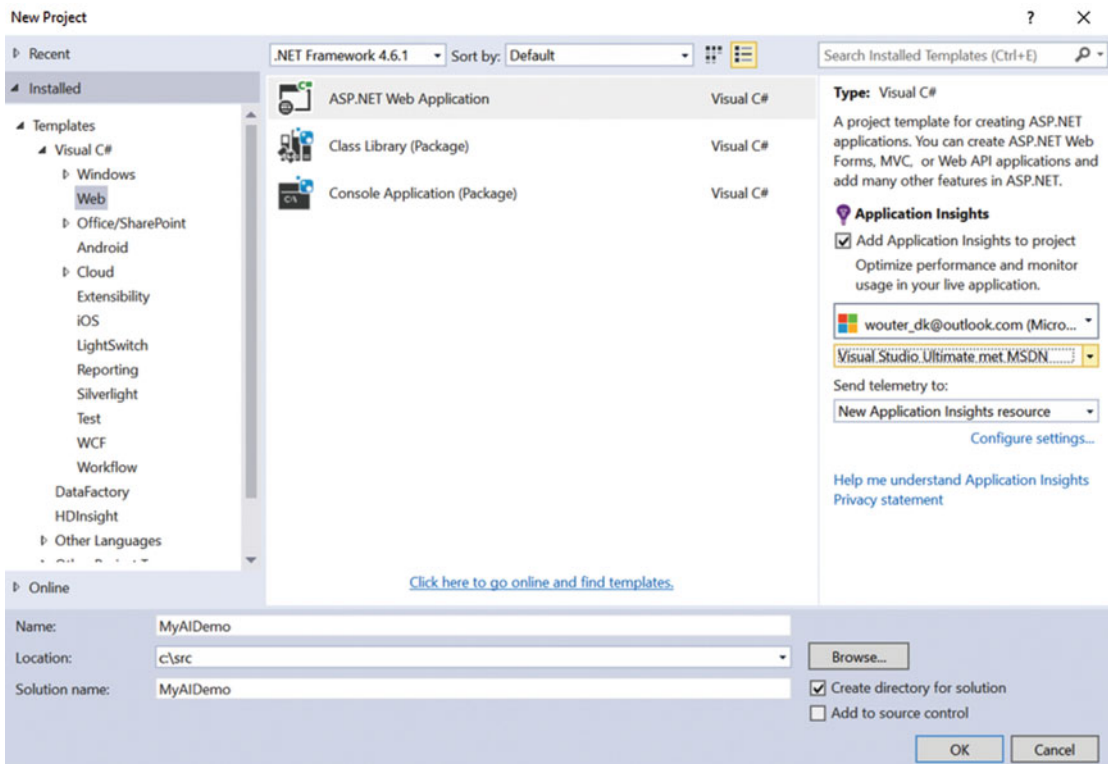 New Project
? ×
Recent
.NET Framework 4.6.1 Sort by: Default
Search Installed Templates (Ctrl+E)
Installed
Templates
Visual C#
Windows
Web
Office/SharePoint
Android
Cloud
Extensibility
iOS
LightSwitch
Reporting
Silverlight
Test
WCF
Workflow
DataFactory
HDInsight
Other Languages
Online
ASP.NET Web Application Visual C#
Class Library (Package) Visual C#
Console Application (Package) Visual C#
Click here to go online and find templates.
Type: Visual C#
A project template for creating ASP.NET
applications. You can create ASP.NET Web
Forms, MVC, or Web API applications and
add many other features in ASP.NET.
Application Insights
Add Application Insights to project
Optimize performance and monitor
usage in your live application.
wouter_dk@outlook.com (Micro...
Visual Studio Ultimate met MSDN
Send telemetry to:
New Application Insights resource
Configure settings...
Help me understand Application Insights
Privacy statement
Name: MyAIDemo
Location: c:\src
Browse...
Solution name: MyAIDemo
Create directory for solution
Add to source control
OK Cancel